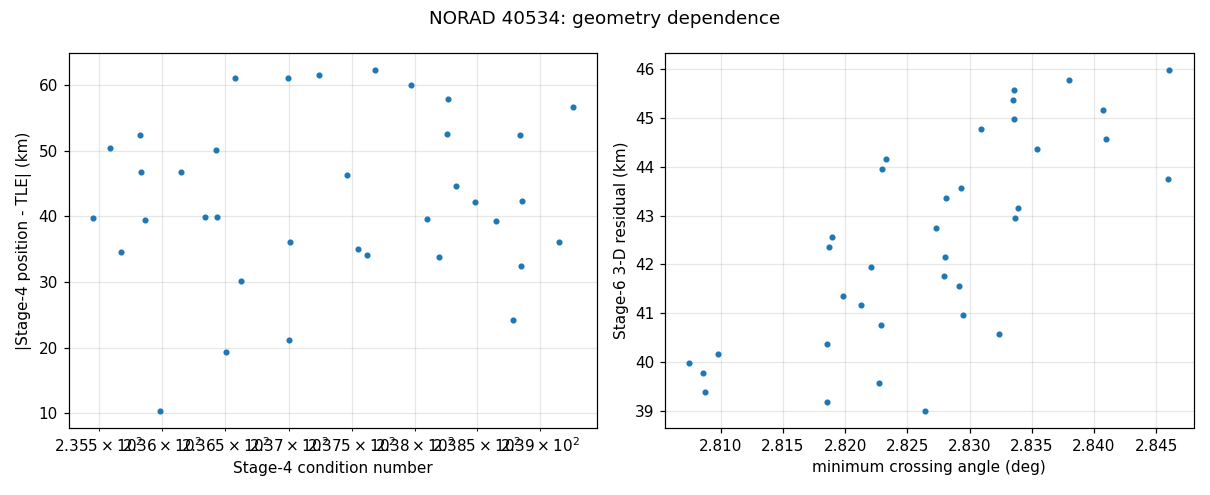 NORAD 40534: geometry dependence
|Stage-4 position - TLE| (km)
60
50
40
30
20
10
Stage-4 condition number
Stage-6 3-D residual (km)
46
45
44
43
42
41
40
39
2.810 2.815 2.820 2.825 2.830 2.835 2.840 2.845
minimum crossing angle (deg)